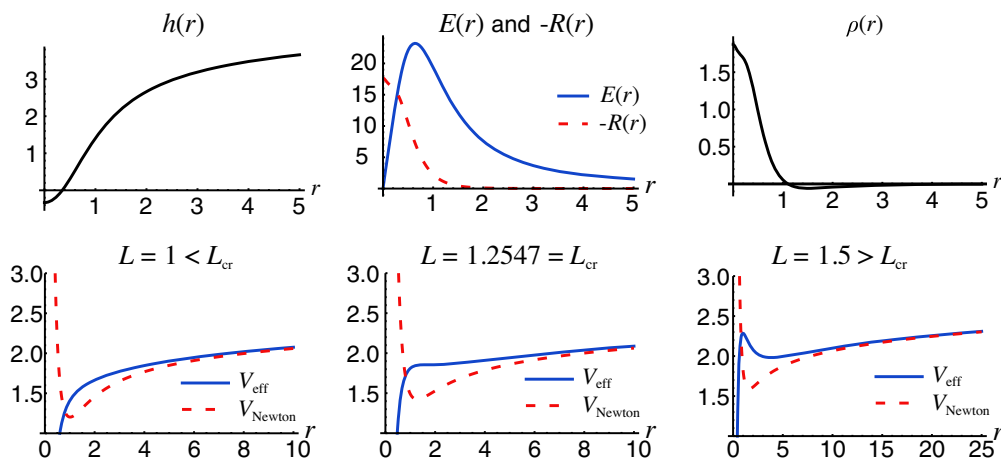 h(r)
E(r) and -R(r)
ρ(r)
3
2
1
1 2 3 4 5
r
20
15
10
5
E(r)
-R(r)
1 2 3 4 5
r
1.5
1.0
0.5
1 2 3 4 5
r
L = 1 < Lcr
L = 1.2547 = Lcr
L = 1.5 > Lcr
3.0
2.5
2.0
1.5
Veff
VNewton
0 2 4 6 8 10
r
3.0
2.5
2.0
1.5
Veff
VNewton
0 2 4 6 8 10
r
3.0
2.5
2.0
1.5
Veff
VNewton
0 5 10 15 20 25
r